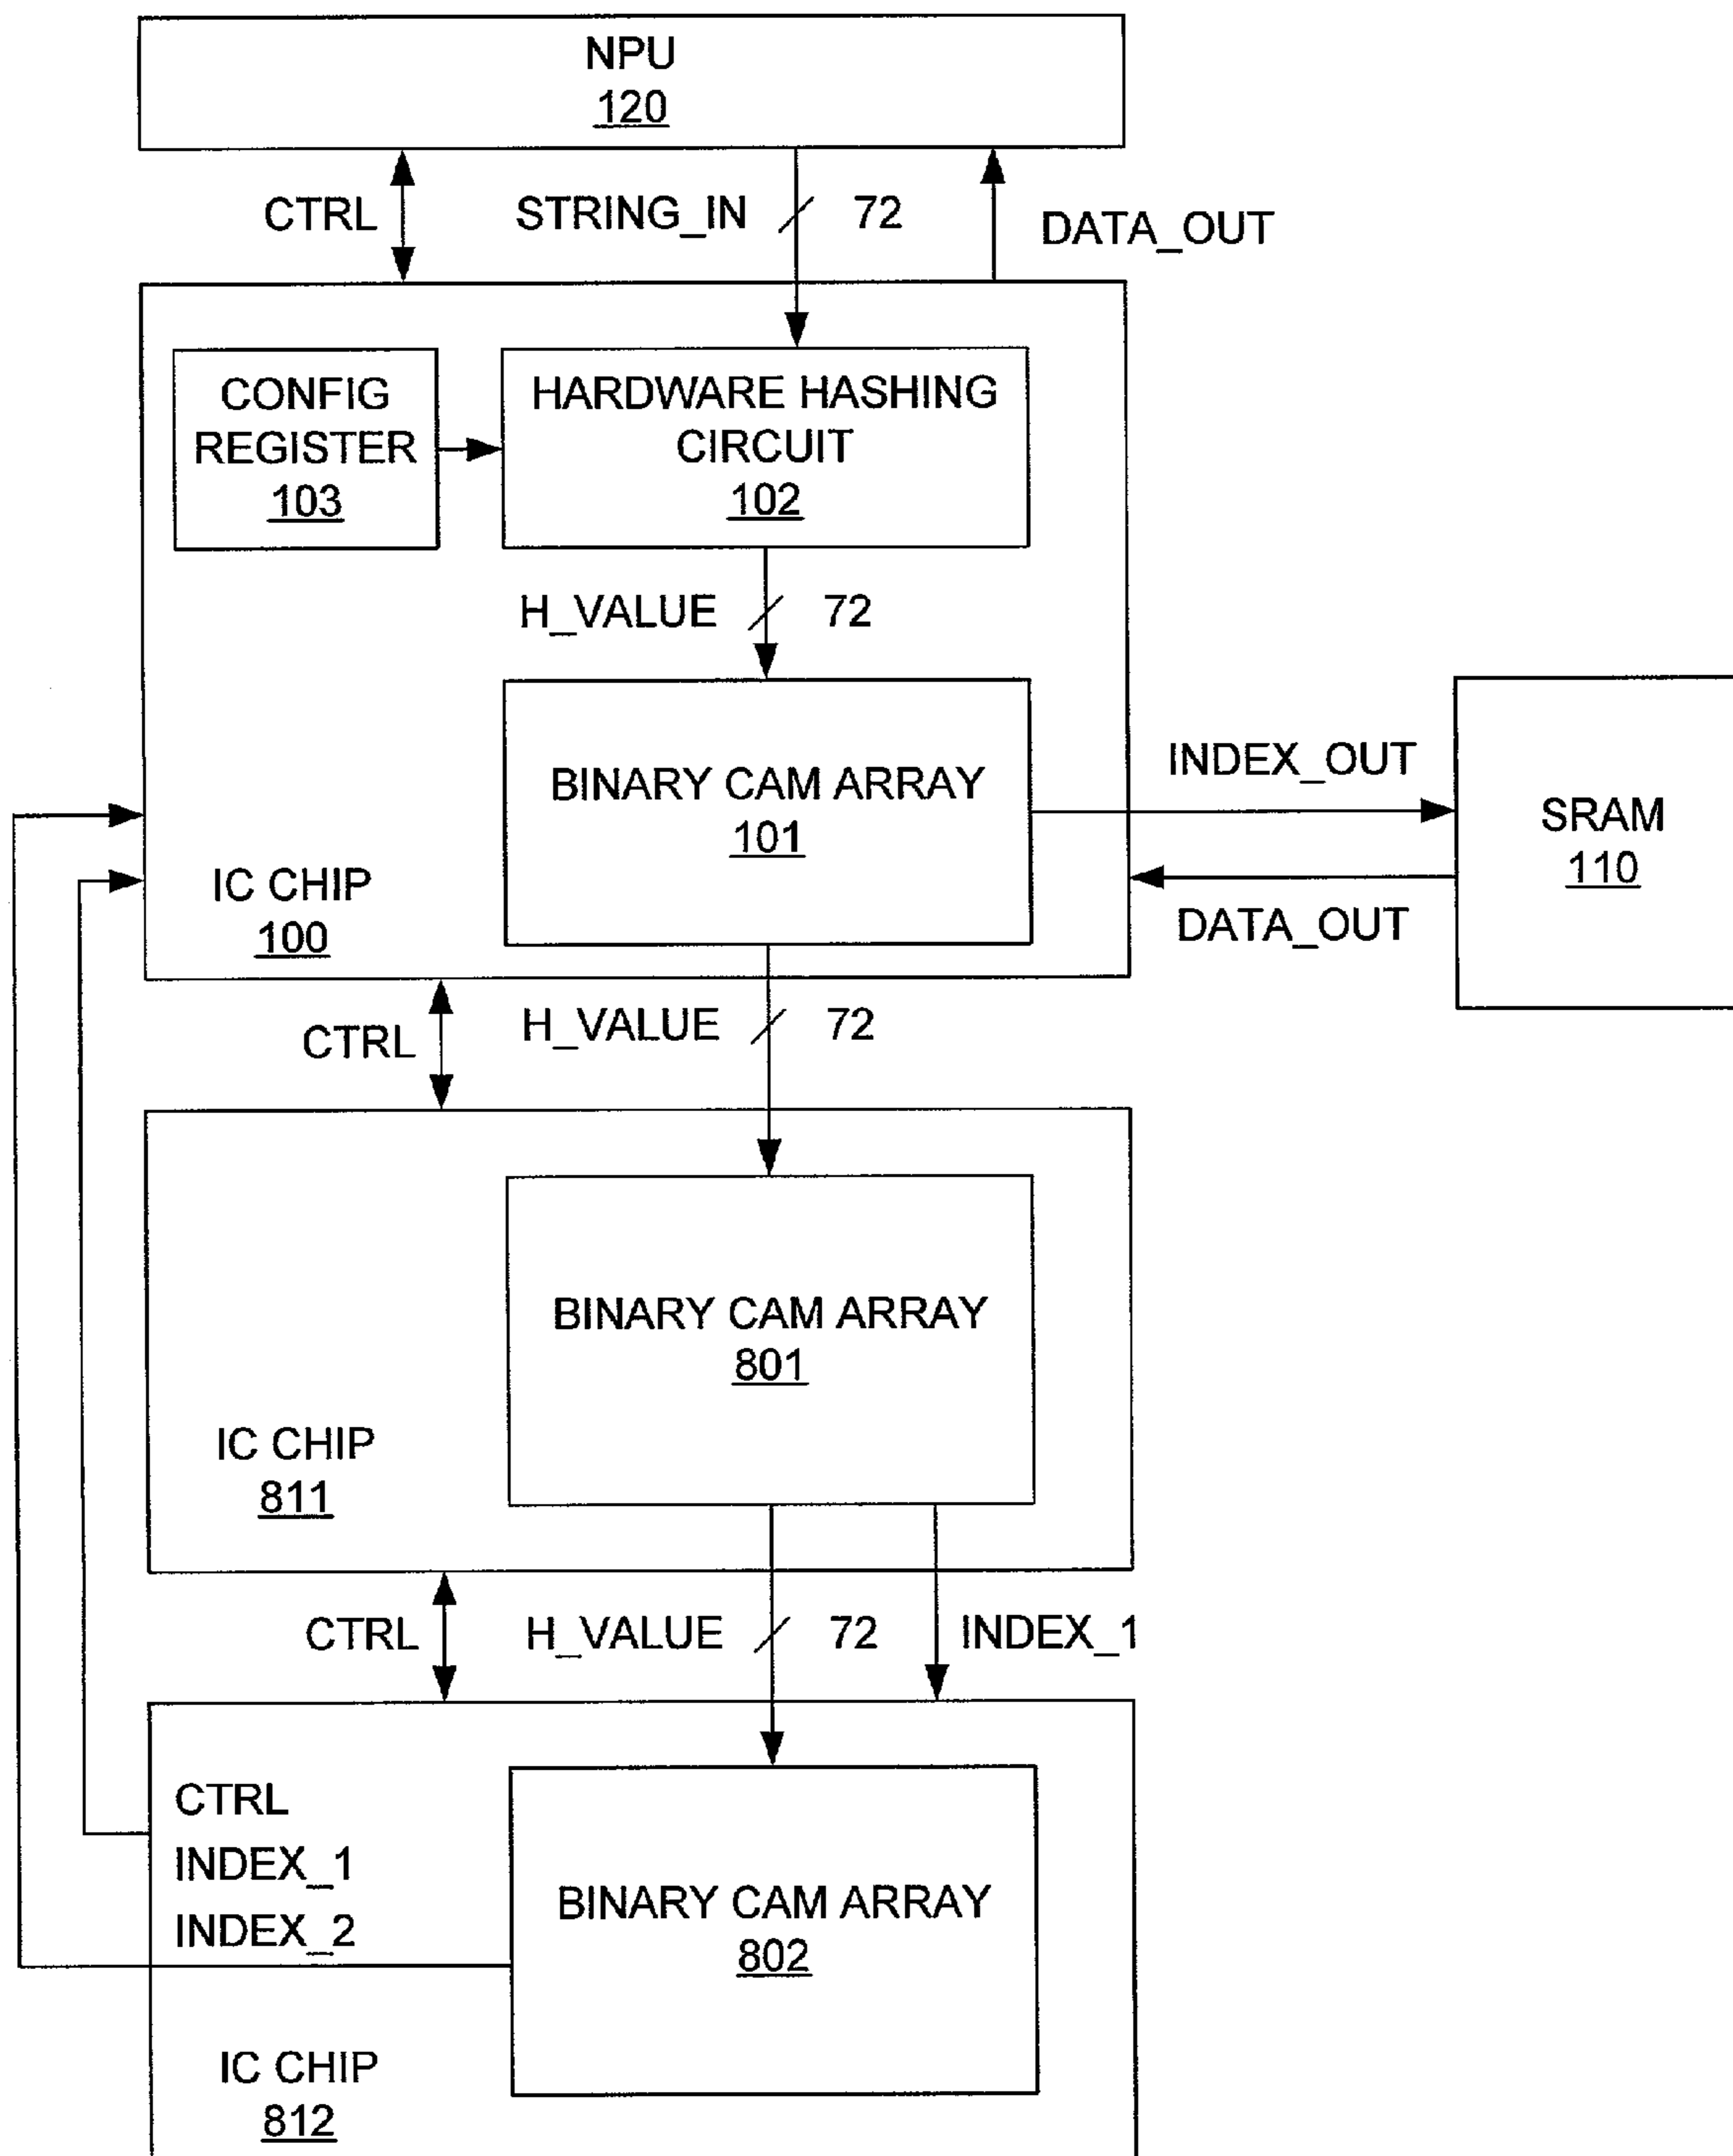 NPU
120
CTRL
STRING_IN
72
DATA_OUT
CONFIG
REGISTER
103
HARDWARE HASHING
CIRCUIT
102
H_VALUE
72
BINARY CAM ARRAY
101
INDEX_OUT
SRAM
110
DATA_OUT
IC CHIP
100
CTRL
H_VALUE
72
BINARY CAM ARRAY
801
IC CHIP
811
CTRL
H_VALUE
72
INDEX_1
CTRL
INDEX_1
INDEX_2
BINARY CAM ARRAY
802
IC CHIP
812